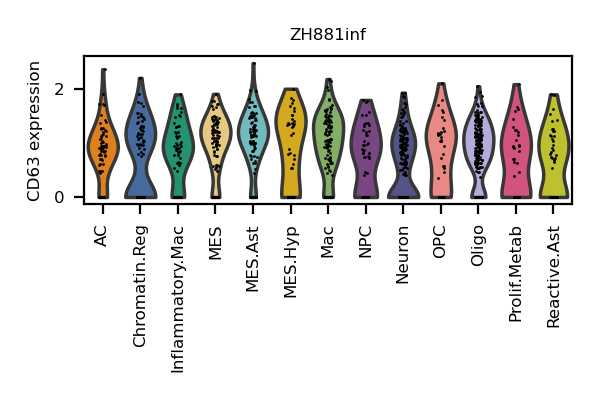 ZH881inf
CD63 expression
2
0
AC
Chromatin.Reg
Inflammatory.Mac
MES
MES.Ast
MES.Hyp
Mac
NPC
Neuron
OPC
Oligo
Prolif.Metab
Reactive.Ast